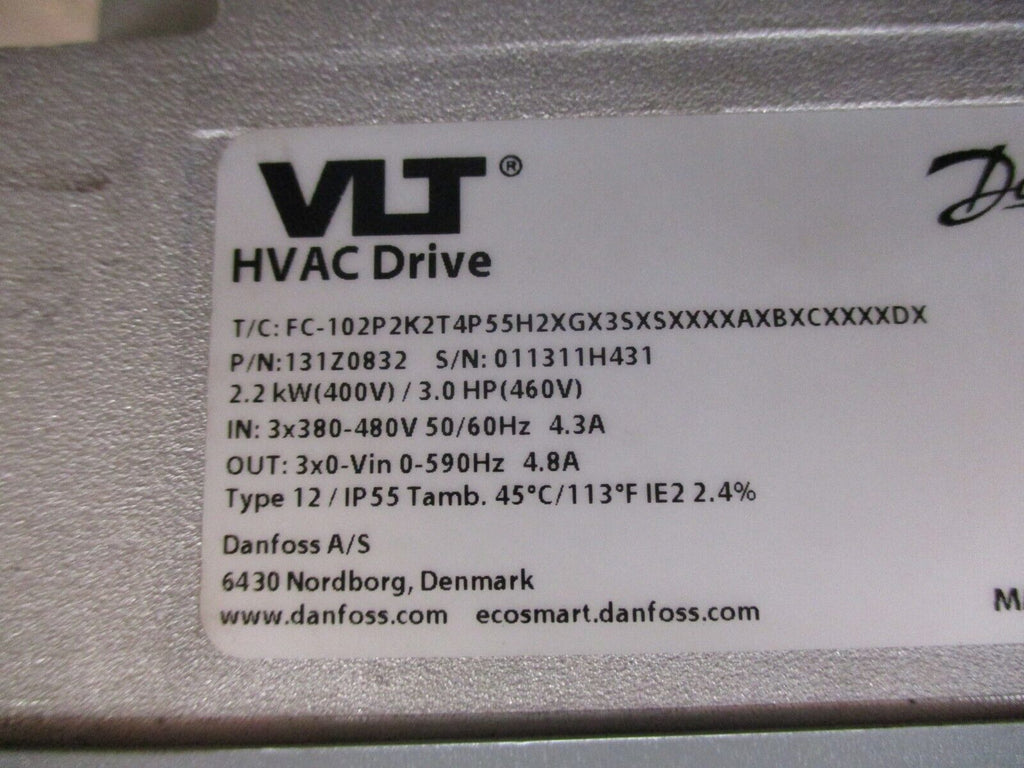 VLT®
HVAC Drive
T/C: FC-102P2K2T4P55H2XGX3SXSXXXXAXBXCXXXXDX
P/N:131Z0832 S/N: 011311H431
2.2 kW(400V) / 3.0 HP(460V)
IN: 3x380-480V 50/60Hz 4.3A
OUT: 3x0-Vin 0-590Hz 4.8A
Type 12 / IP55 Tamb. 45°C/113°F IE2 2.4%
Danfoss A/S
6430 Nordborg, Denmark
www.danfoss.com ecosmart.danfoss.com